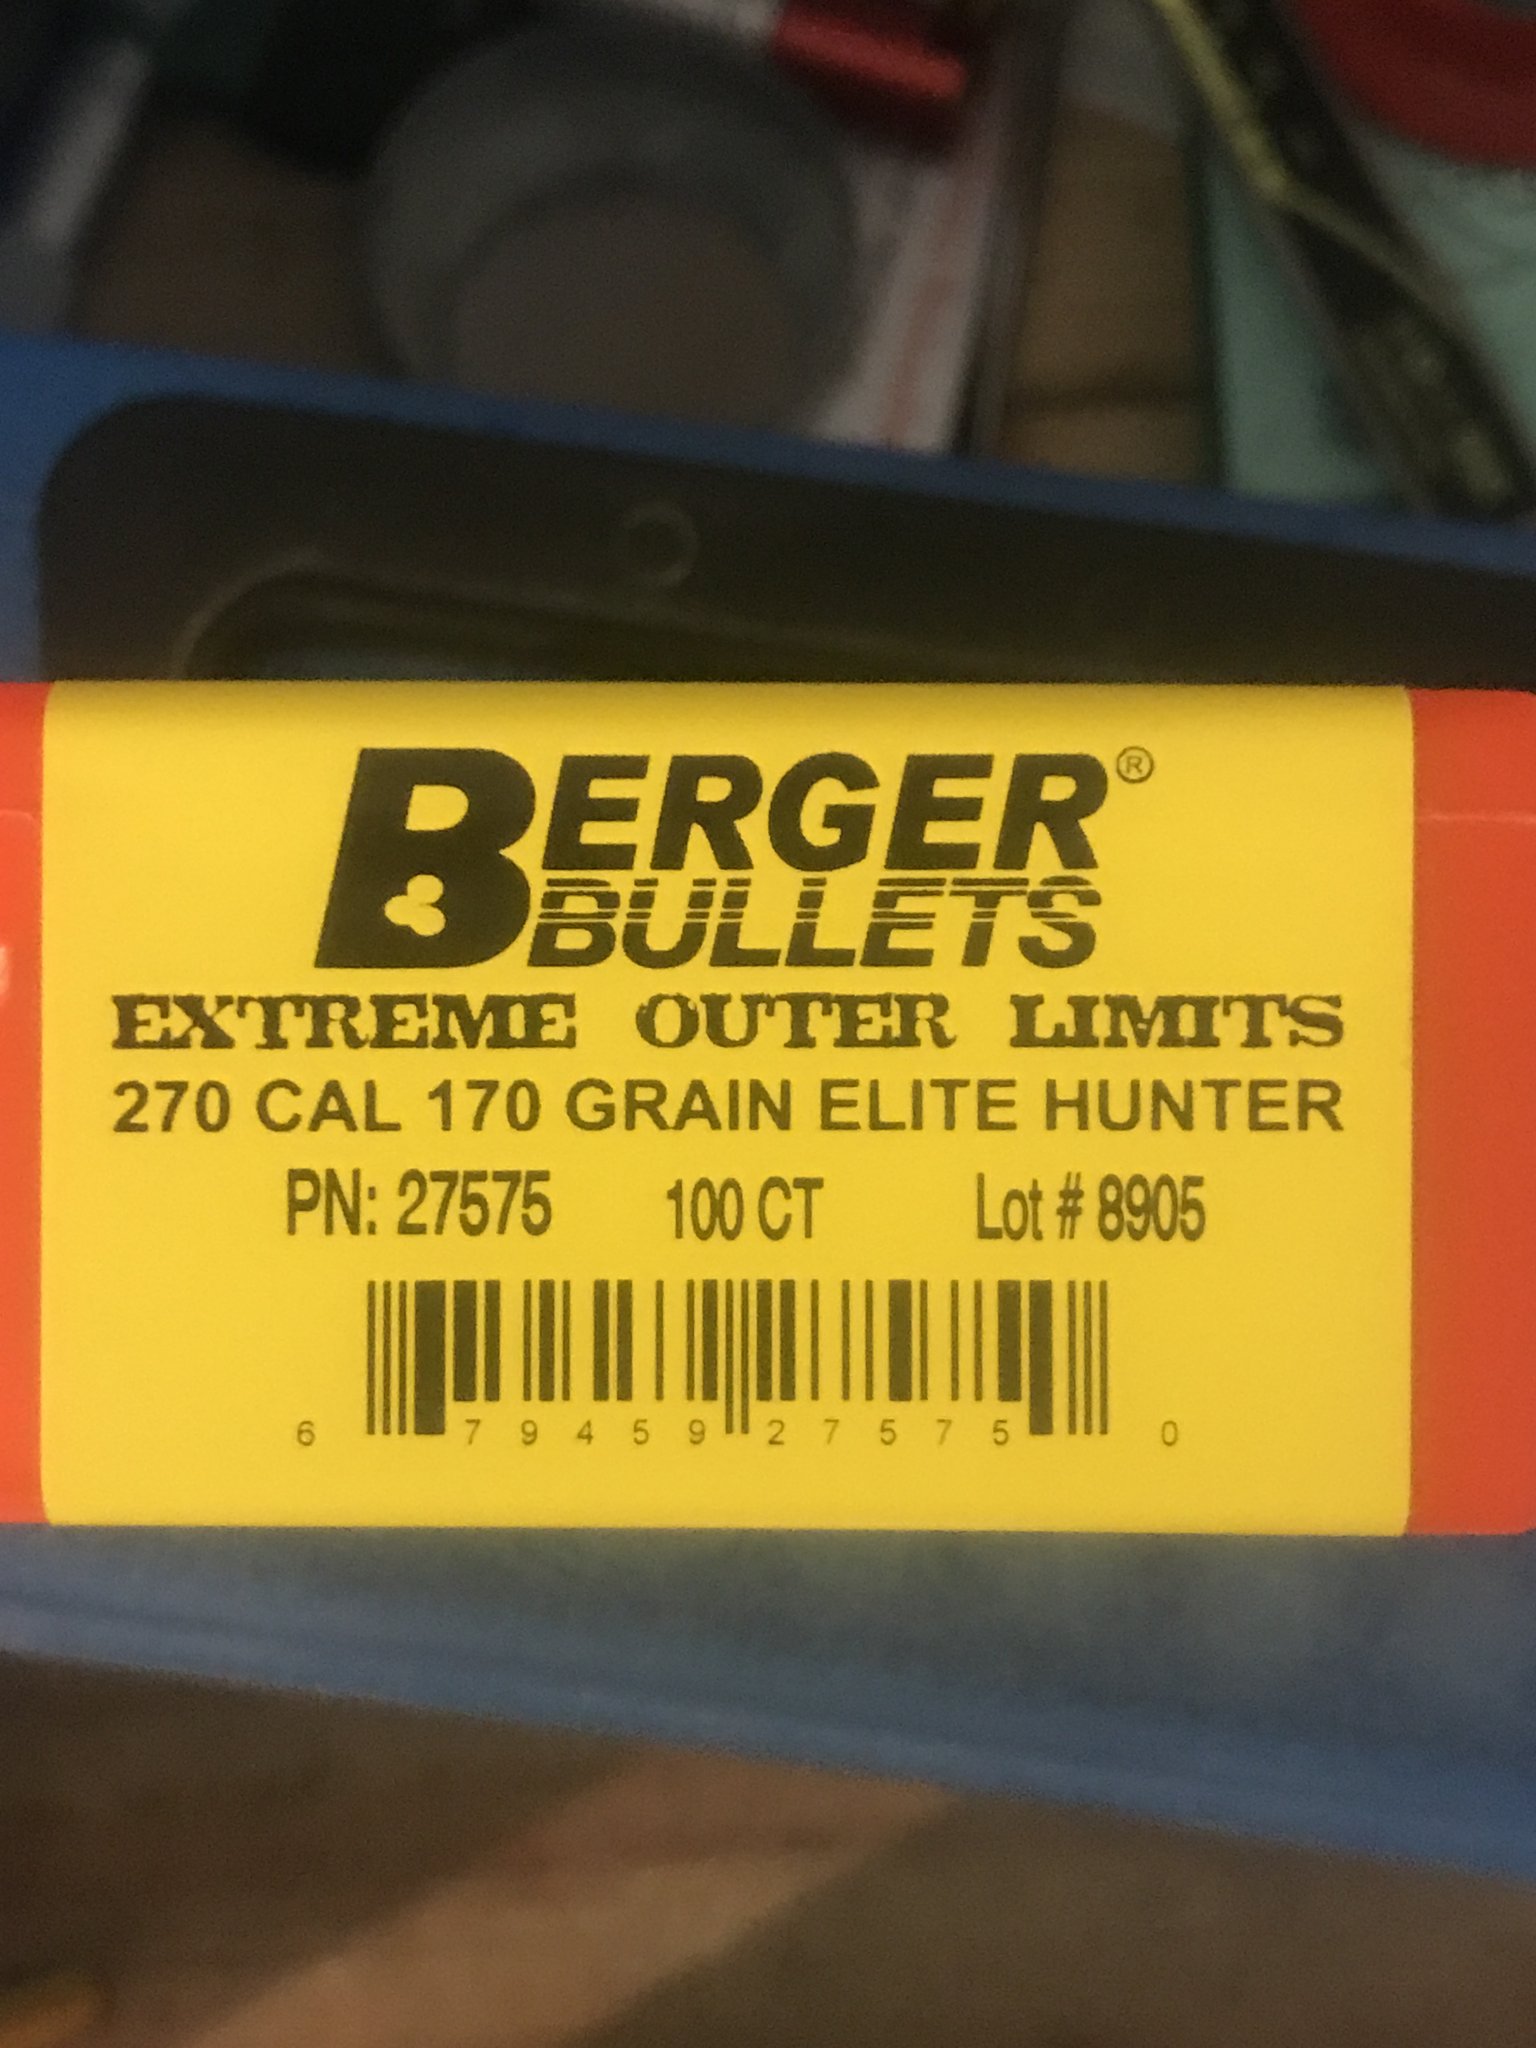 BERGER®
BULLETS
EXTREME OUTER LIMITS
270 CAL 170 GRAIN ELITE HUNTER
PN: 27575 100 CT Lot # 8905
6 79459 27575 0